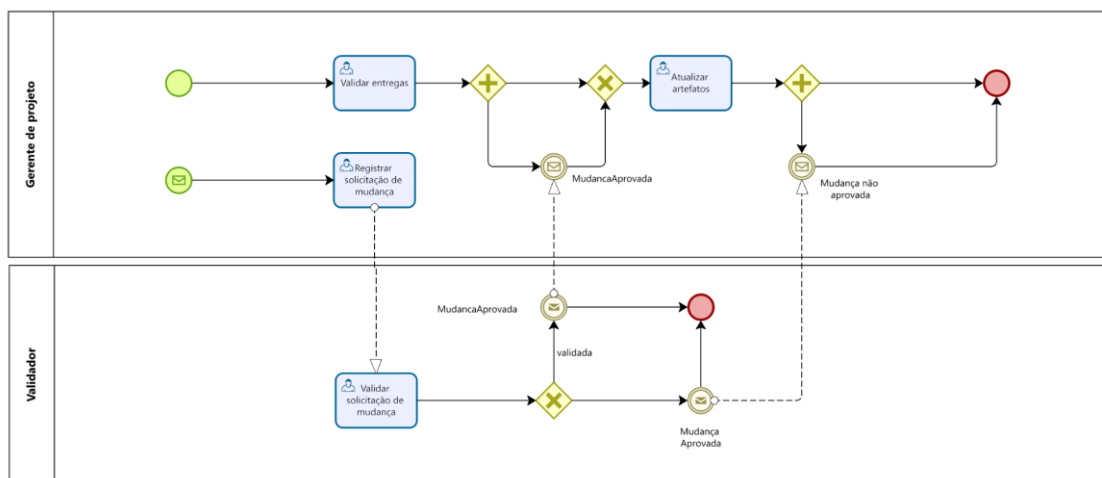 Gerente de projeto
Validar entregas
Atualizar
artefatos
Registrar
solicitação de
mudança
MudancaAprovada
Mudança não
aprovada
Validador
MudancaAprovada
validada
Validar
solicitação de
mudança
Mudança
Aprovada